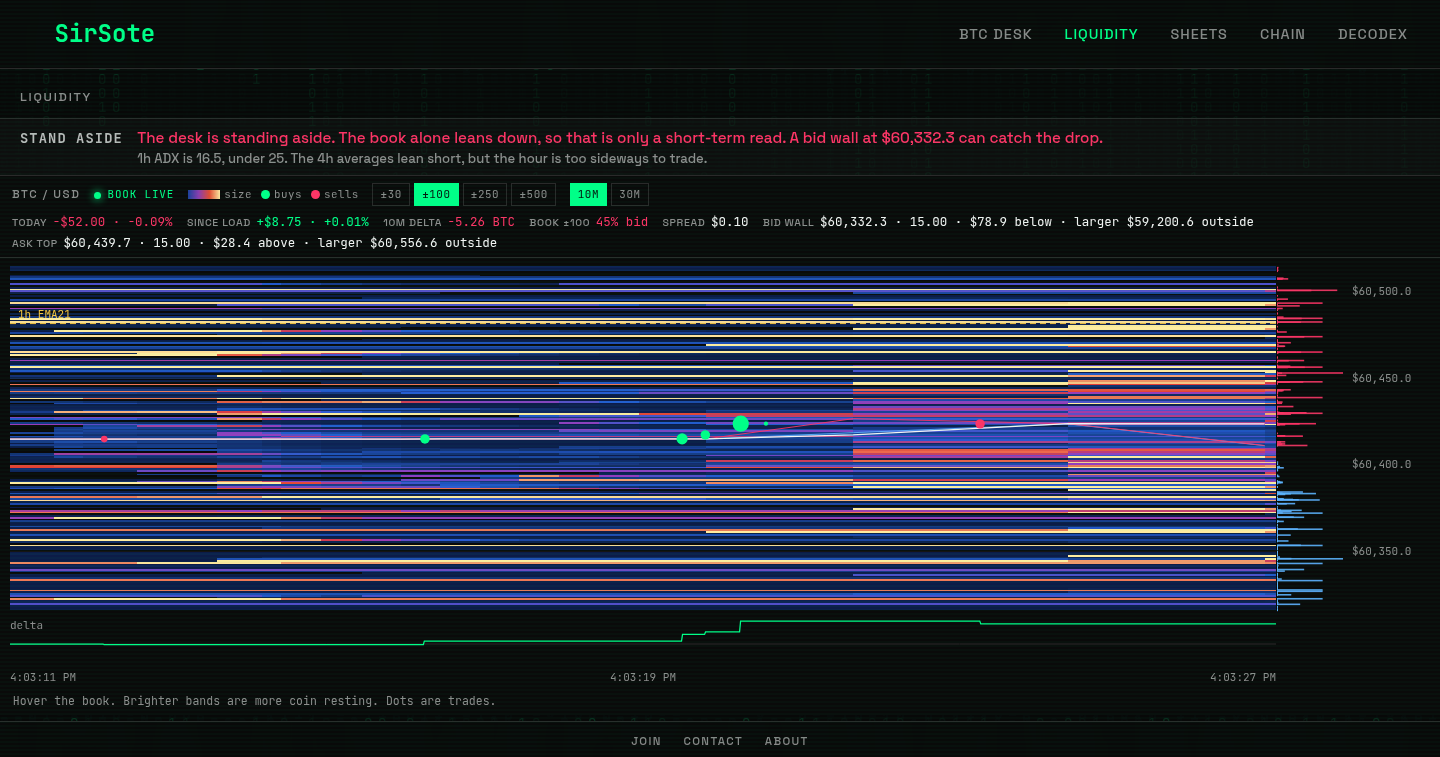 SirSote
BTC DESK LIQUIDITY SHEETS CHAIN DECODEX
LIQUIDITY
STAND ASIDE The desk is standing aside. The book alone leans down, so that is only a short-term read. A bid wall at $60,332.3 can catch the drop.
1h ADX is 16.5, under 25. The 4h averages lean short, but the hour is too sideways to trade.
BTC / USD BOOK LIVE size buys sells ±30 ±100 ±250 ±500 10M 30M
TODAY -$52.00 · -0.09% SINCE LOAD +$8.75 · +0.01% 10M DELTA -5.26 BTC BOOK ±100 45% bid SPREAD $0.10 BID WALL $60,332.3 · 15.00 · $78.9 below · larger $59,200.6 outside
ASK TOP $60,439.7 · 15.00 · $28.4 above · larger $60,556.6 outside
$60,500.0
1h EMA21
$60,450.0
$60,400.0
$60,350.0
delta
4:03:11 PM 4:03:19 PM 4:03:27 PM
Hover the book. Brighter bands are more coin resting. Dots are trades.
JOIN CONTACT ABOUT